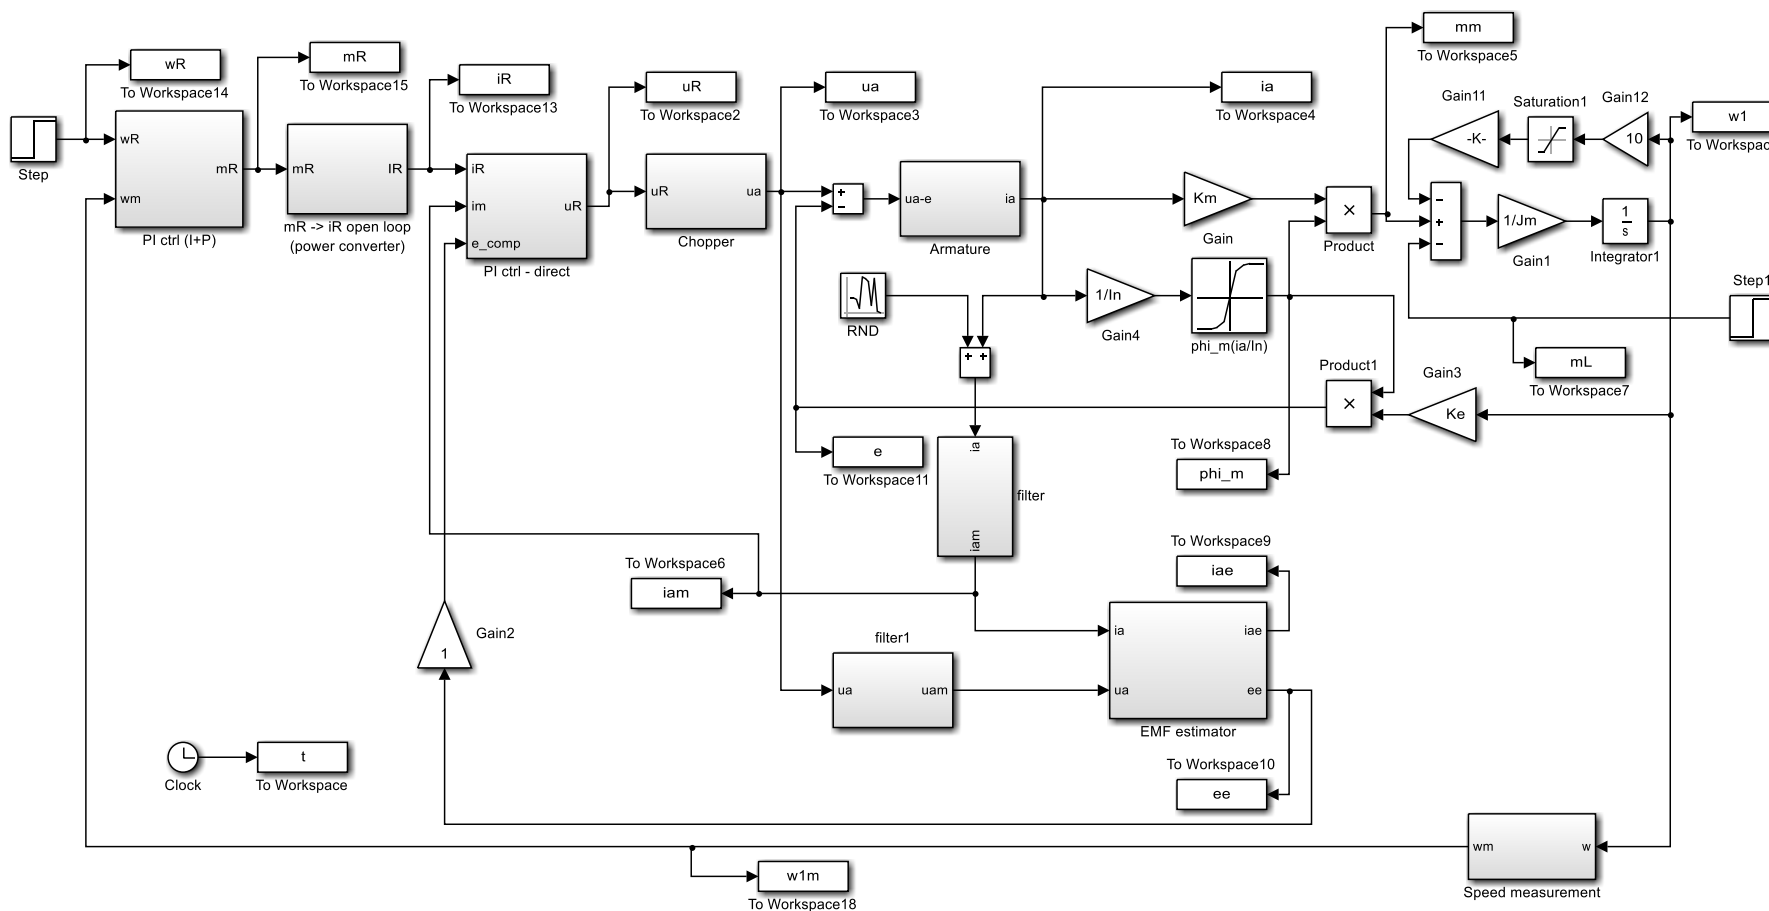 mm
To Workspace5
wR
To Workspace14
mR
To Workspace15
iR
To Workspace13
uR
To Workspace2
ua
To Workspace3
ia
To Workspace4
Gain11
-K-
Saturation1
Gain12
10
w1
To Workspac
Step
wR
wm
mR
PI ctrl (I+P)
mR
IR
mR -> iR open loop
(power converter)
iR
im
e_comp
uR
PI ctrl - direct
uR
ua
Chopper
+
−
ua-e
ia
Armature
Km
Gain
×
Product
−
+
−
1/Jm
Gain1
1
s
Integrator1
Step1
RND
1/In
Gain4
phi_m(ia/In)
+ +
mL
To Workspace7
Product1
×
Gain3
Ke
e
To Workspace11
ia
iam
filter
To Workspace8
phi_m
To Workspace6
iam
To Workspace9
iae
Gain2
1
filter1
ua
uam
ia
ua
iae
ee
EMF estimator
To Workspace10
ee
Clock
t
To Workspace
w1m
To Workspace18
wm
w
Speed measurement